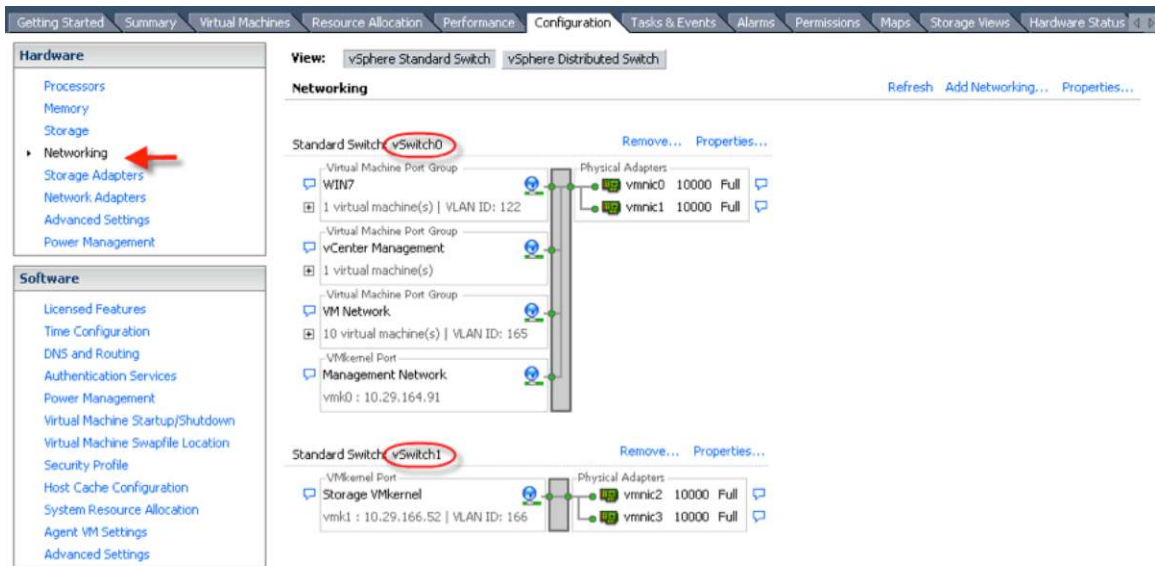 Getting Started Summary Virtual Machines Resource Allocation Performance Configuration Tasks & Events Alarms Permissions Maps Storage Views Hardware Status
Hardware
Processors
Memory
Storage
Networking
Storage Adapters
Network Adapters
Advanced Settings
Power Management
Software
Licensed Features
Time Configuration
DNS and Routing
Authentication Services
Power Management
Virtual Machine Startup/Shutdown
Virtual Machine Swapfile Location
Security Profile
Host Cache Configuration
System Resource Allocation
Agent VM Settings
Advanced Settings
View: vSphere Standard Switch vSphere Distributed Switch
Networking Refresh Add Networking... Properties...
Standard Switch: vSwitch0 Remove... Properties...
Virtual Machine Port Group Physical Adapters
WIN7 vmnic0 10000 Full
1 virtual machine(s) | VLAN ID: 122 vmnic1 10000 Full
Virtual Machine Port Group
vCenter Management
1 virtual machine(s)
Virtual Machine Port Group
VM Network
10 virtual machine(s) | VLAN ID: 165
VMkernel Port
Management Network
vmk0 : 10.29.164.91
Standard Switch: vSwitch1 Remove... Properties...
VMkernel Port Physical Adapters
Storage VMkernel vmnic2 10000 Full
vmk1 : 10.29.166.52 | VLAN ID: 166 vmnic3 10000 Full